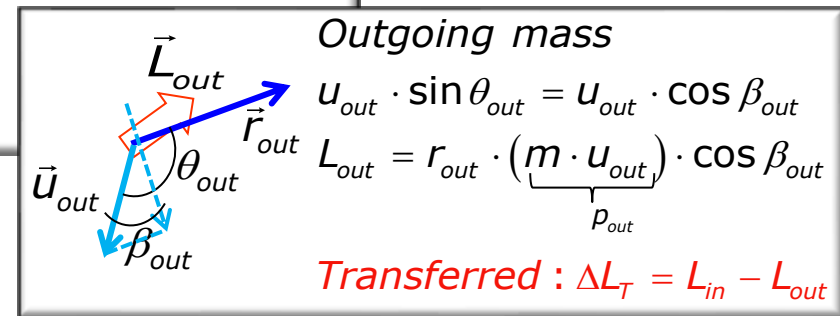 Outgoing mass
u_out · sin θ_out = u_out · cos β_out
L_out = r_out · (m · u_out) · cos β_out
p_out
Transferred : ΔL_T = L_in − L_out
L⃗_out
r⃗_out
θ_out
u⃗_out
β_out